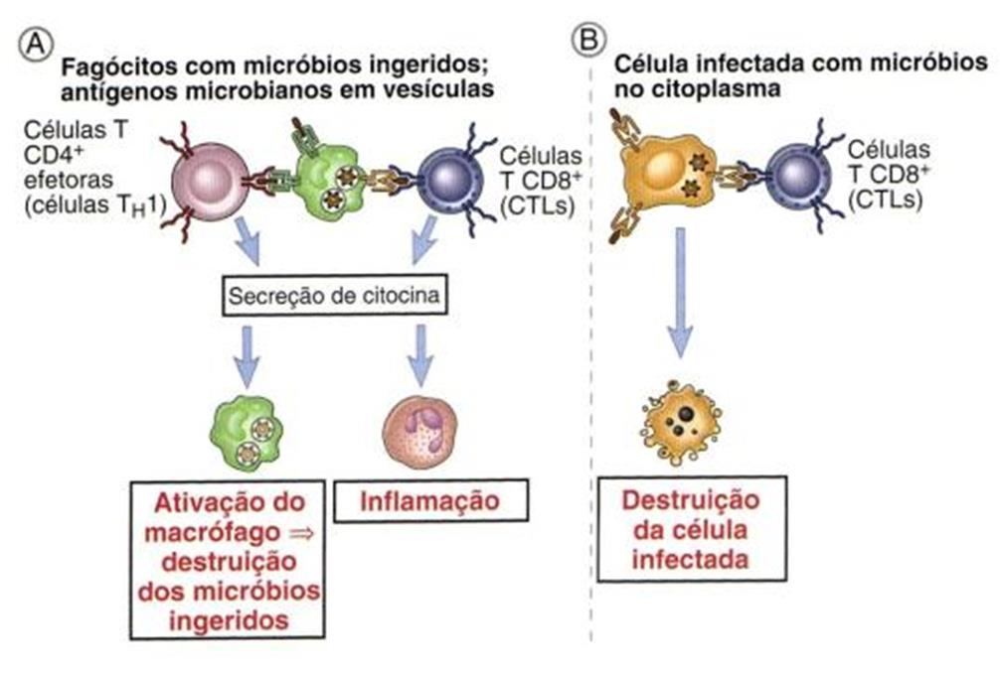 A
Fagócitos com micróbios ingeridos;
antígenos microbianos em vesículas
Células T
CD4+
efetoras
(células TH1)
Células
T CD8+
(CTLs)
Secreção de citocina
Ativação do
macrófago ⇒
destruição
dos micróbios
ingeridos
Inflamação
B
Célula infectada com micróbios
no citoplasma
Células
T CD8+
(CTLs)
Destruição
da célula
infectada